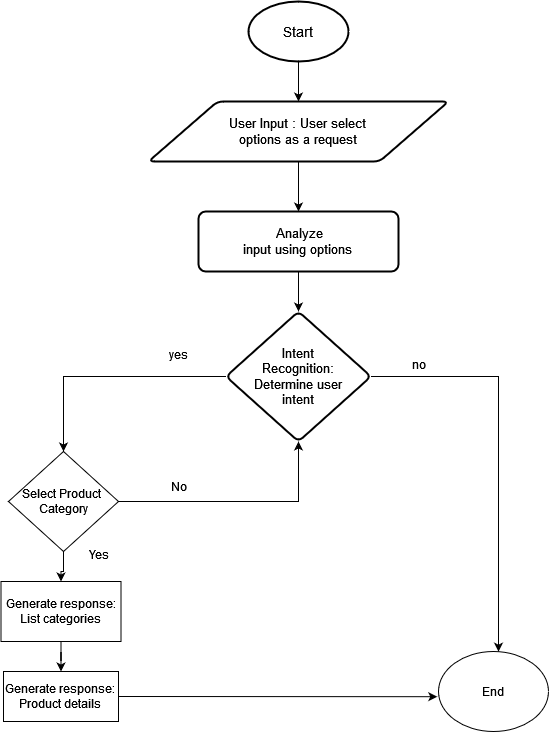 Start
User Input : User select
options as a request
Analyze
input using options
Intent
Recognition:
Determine user
intent
yes
no
Select Product
Category
No
Yes
Generate response:
List categories
Generate response:
Product details
End